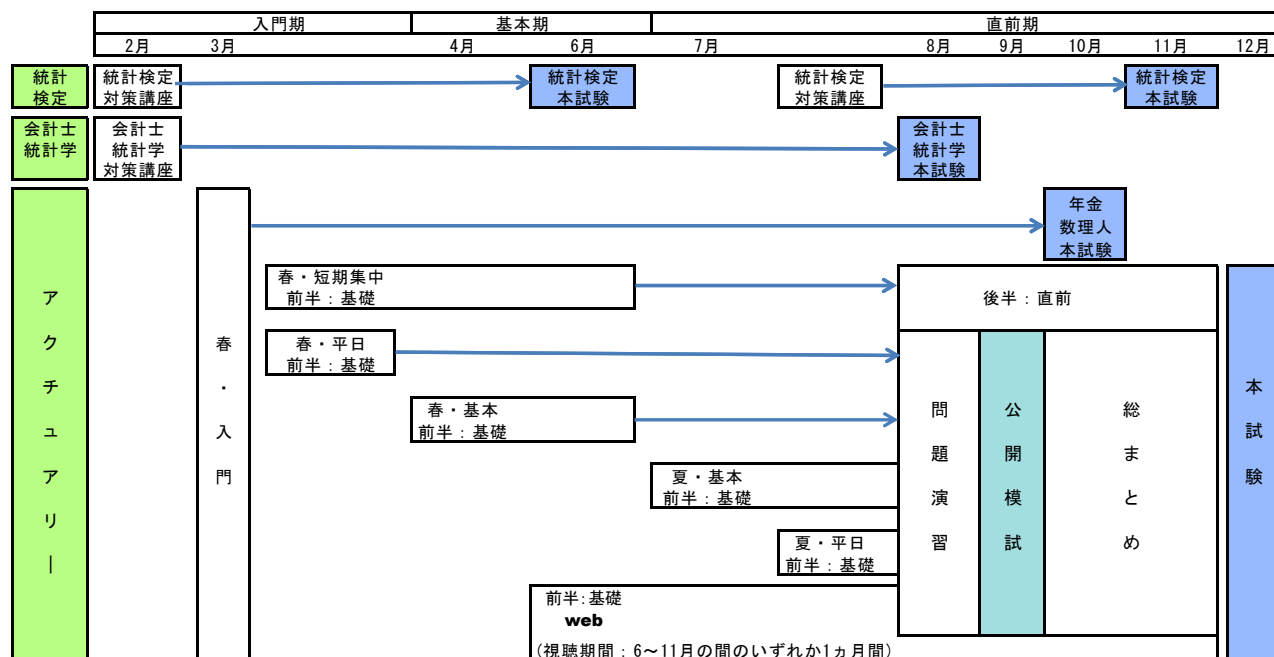 入門期 基本期 直前期
2月 3月 4月 6月 7月 8月 9月 10月 11月 12月
統計
検定
統計検定
対策講座
統計検定
本試験
統計検定
対策講座
統計検定
本試験
会計士
統計学
会計士
統計学
対策講座
会計士
統計学
本試験
アクチュアリー
春・入門
年金
数理人
本試験
春・短期集中
前半：基礎
後半：直前
春・平日
前半：基礎
春・基本
前半：基礎
夏・基本
前半：基礎
夏・平日
前半：基礎
問題演習
公開模試
総まとめ
本試験
前半:基礎
web
(視聴期間：6～11月の間のいずれか1ヵ月間)